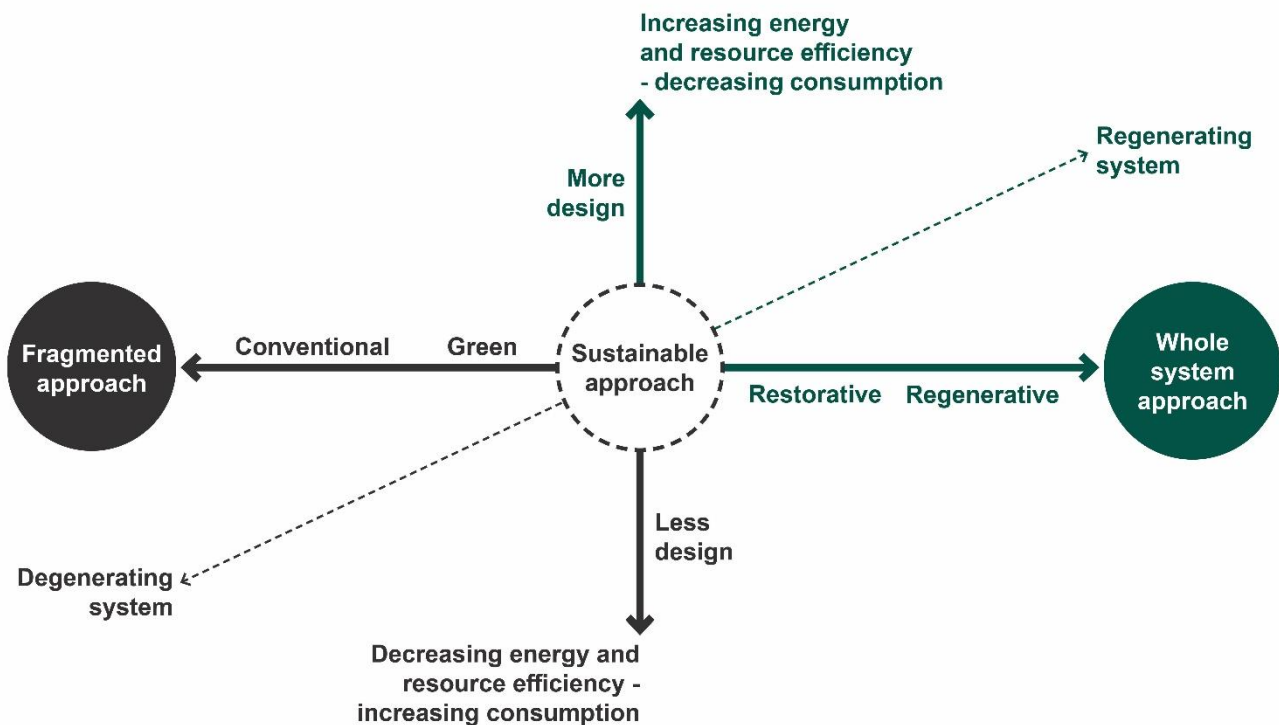 Increasing energy
and resource efficiency
- decreasing consumption
Regenerating
system
More
design
Fragmented
approach
Conventional
Green
Sustainable
approach
Restorative
Regenerative
Whole
system
approach
Less
design
Degenerating
system
Decreasing energy and
resource efficiency -
increasing consumption